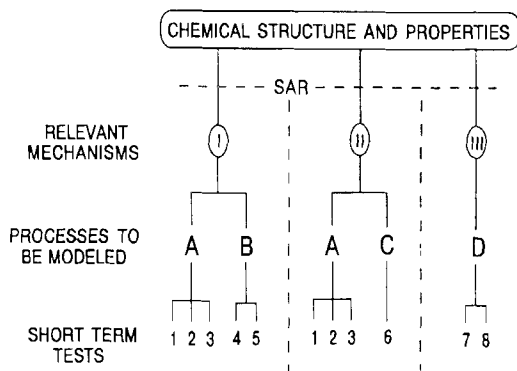 CHEMICAL STRUCTURE AND PROPERTIES
SAR
RELEVANT
MECHANISMS
I II III
PROCESSES TO
BE MODELED
A B A C D
SHORT TERM
TESTS
1 2 3 4 5 1 2 3 6 7 8